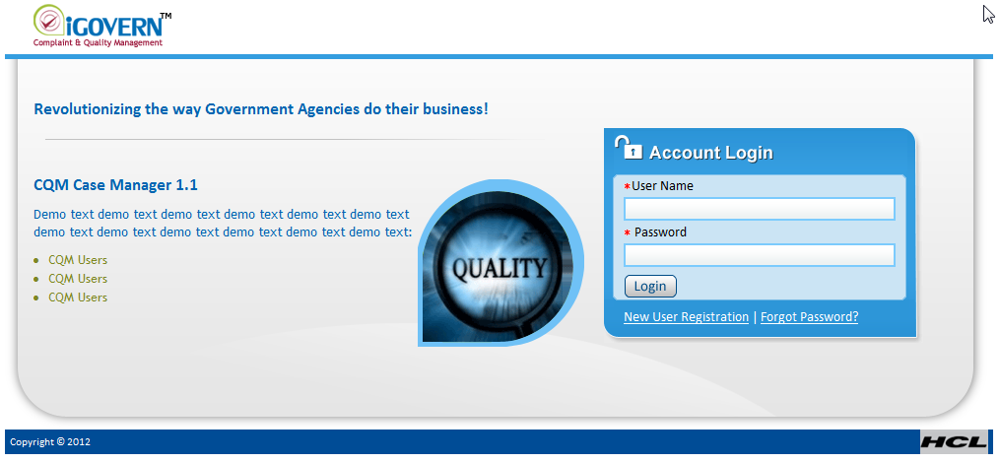 iGOVERN™
Complaint & Quality Management
Revolutionizing the way Government Agencies do their business!
CQM Case Manager 1.1
Demo text demo text demo text demo text demo text demo text
demo text demo text demo text demo text demo text demo text:
CQM Users
CQM Users
CQM Users
QUALITY
Account Login
*User Name
* Password
Login
New User Registration | Forgot Password?
Copyright © 2012
HCL